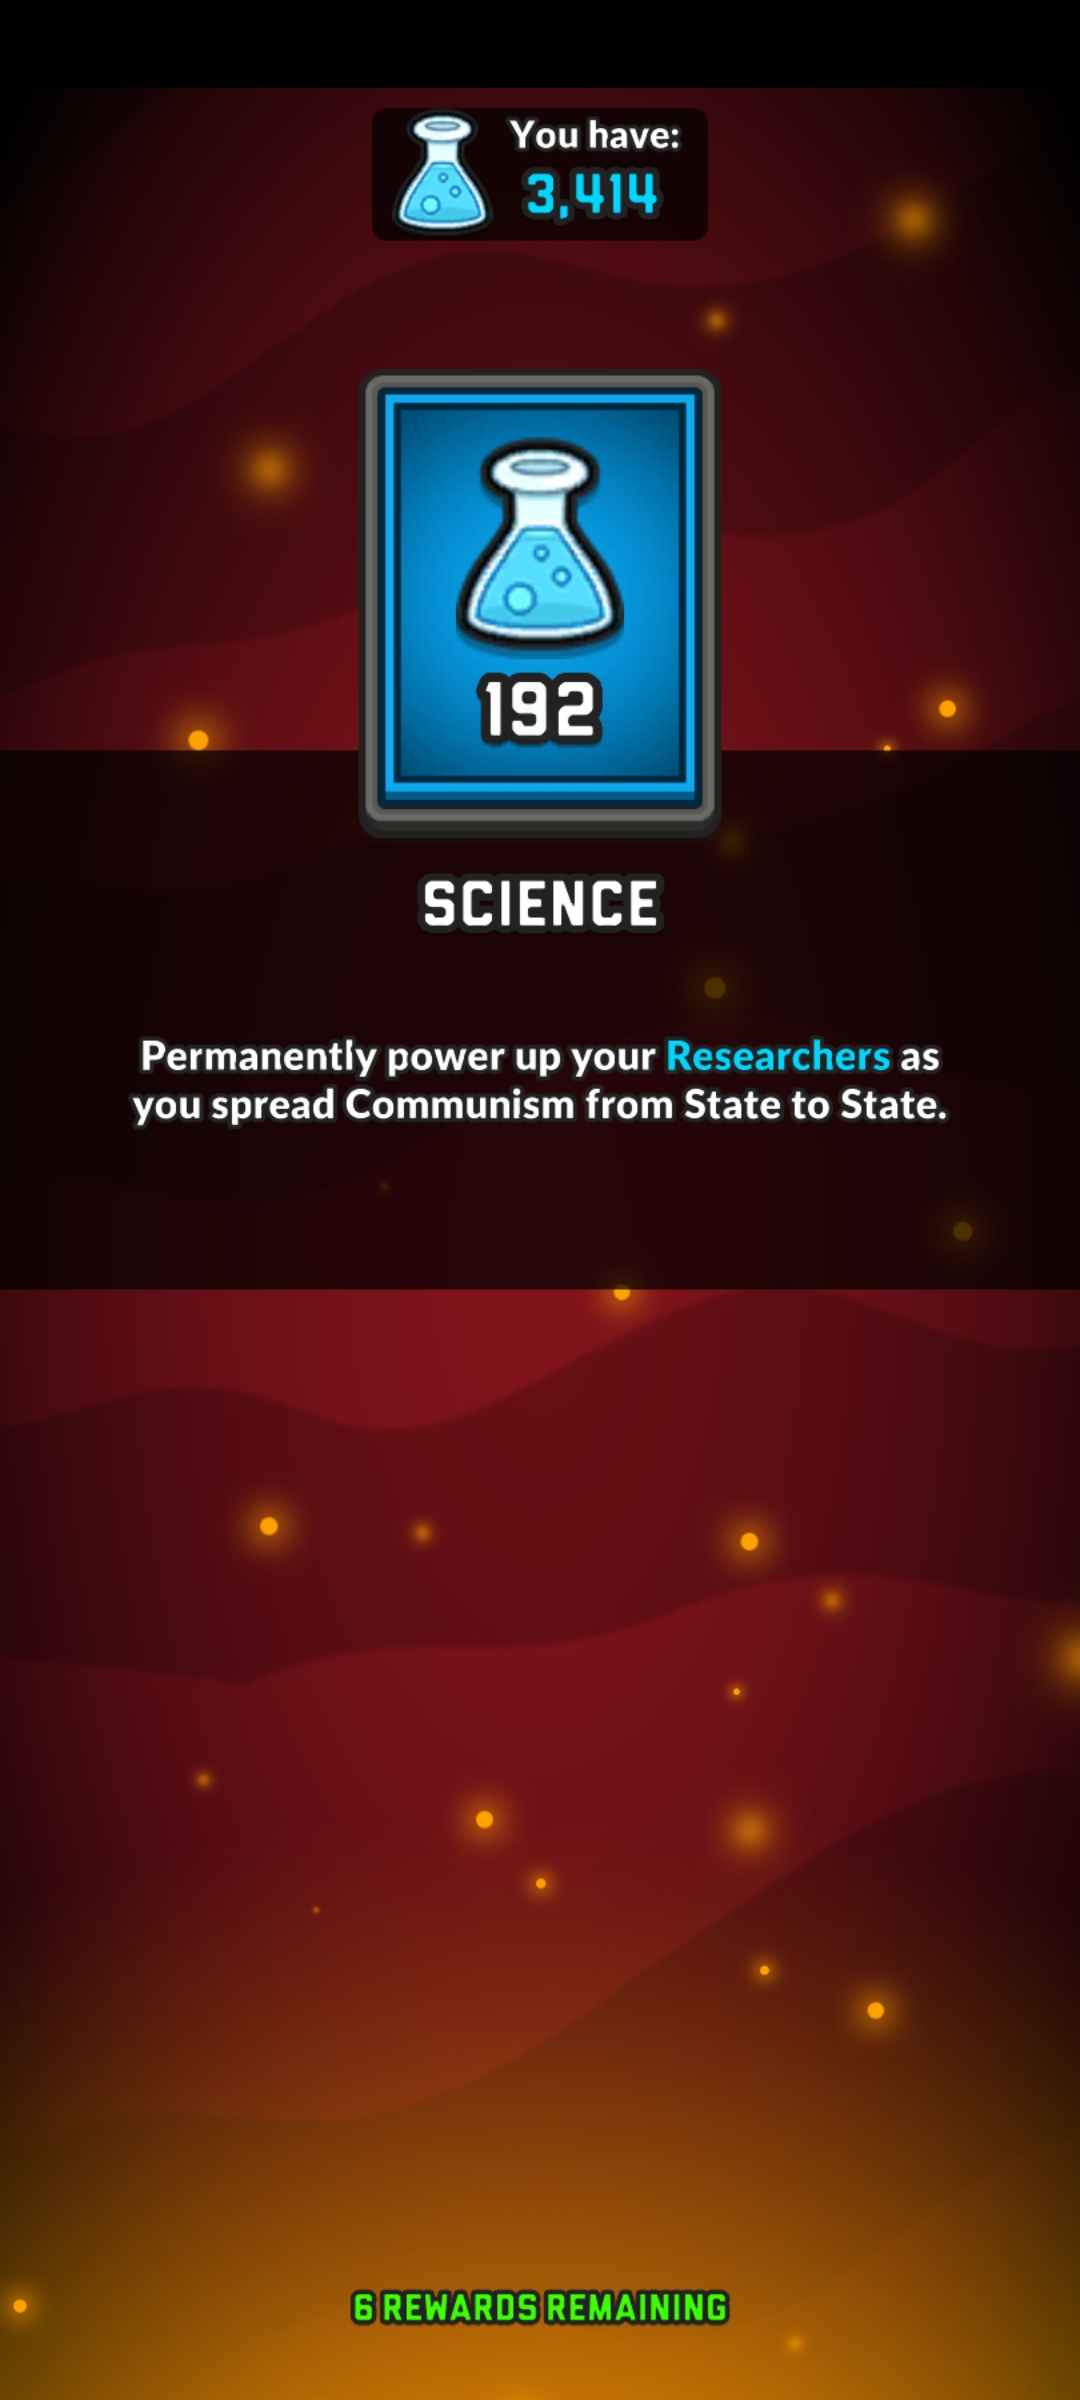 You have:
3,414
192
SCIENCE
Permanently power up your Researchers as
you spread Communism from State to State.
6 REWARDS REMAINING